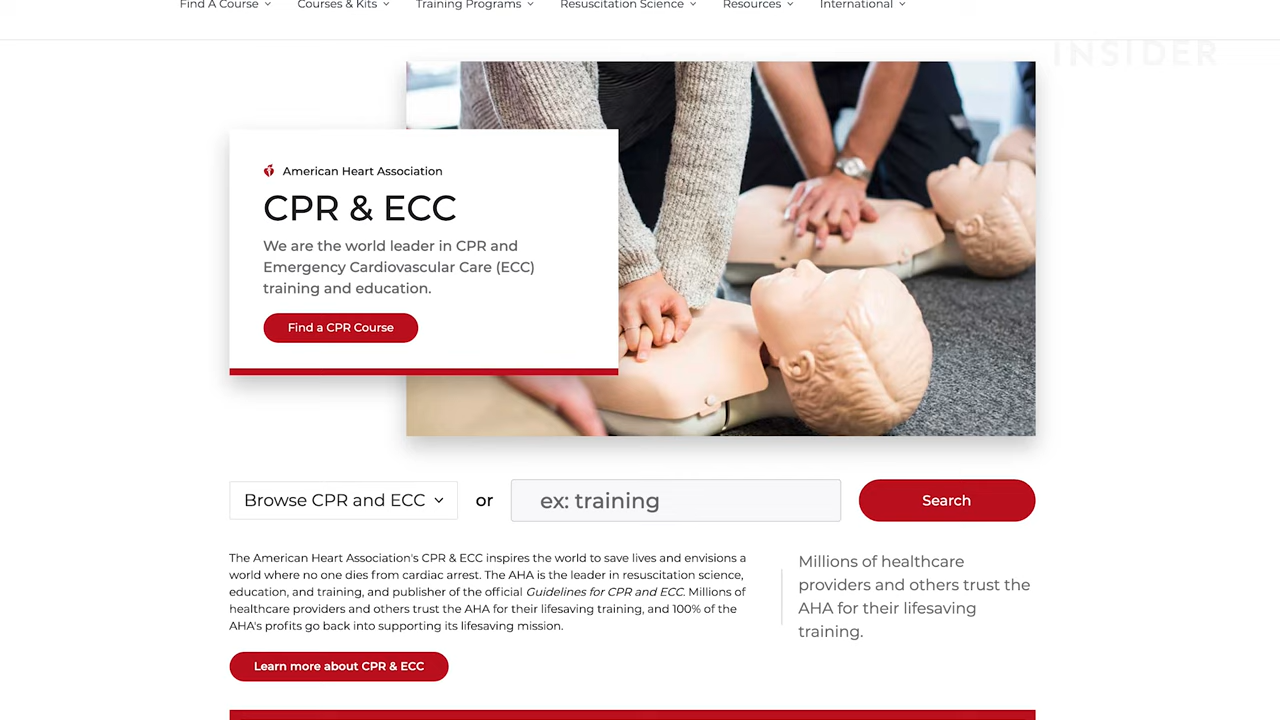 Find A Course
Courses & Kits
Training Programs
Resuscitation Science
Resources
International
INSIDER
American Heart Association
CPR & ECC
We are the world leader in CPR and
Emergency Cardiovascular Care (ECC)
training and education.
Find a CPR Course
Browse CPR and ECC
or
ex: training
Search
The American Heart Association's CPR & ECC inspires the world to save lives and envisions a
world where no one dies from cardiac arrest. The AHA is the leader in resuscitation science,
education, and training, and publisher of the official Guidelines for CPR and ECC. Millions of
healthcare providers and others trust the AHA for their lifesaving training, and 100% of the
AHA's profits go back into supporting its lifesaving mission.
Millions of healthcare
providers and others trust the
AHA for their lifesaving
training.
Learn more about CPR & ECC